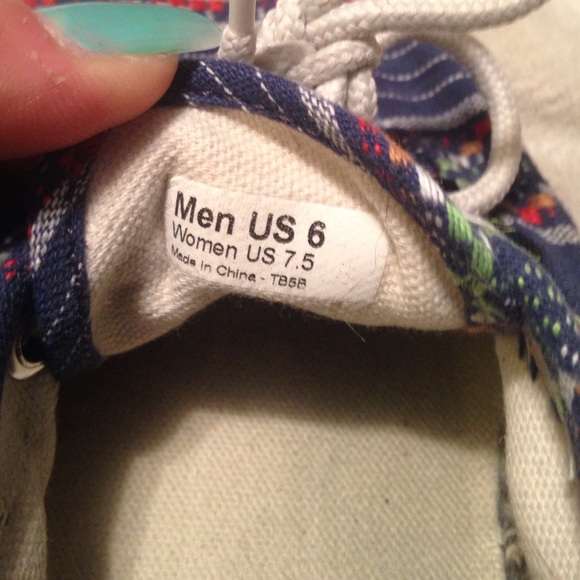 Men US 6
Women US 7.5
Made in China - TB5B